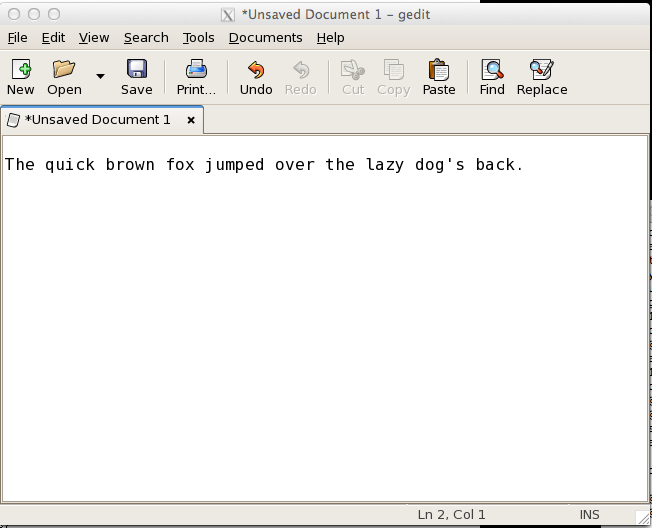 *Unsaved Document 1 – gedit
File Edit View Search Tools Documents Help
New Open Save Print... Undo Redo Cut Copy Paste Find Replace
*Unsaved Document 1
The quick brown fox jumped over the lazy dog's back.
Ln 2, Col 1 INS